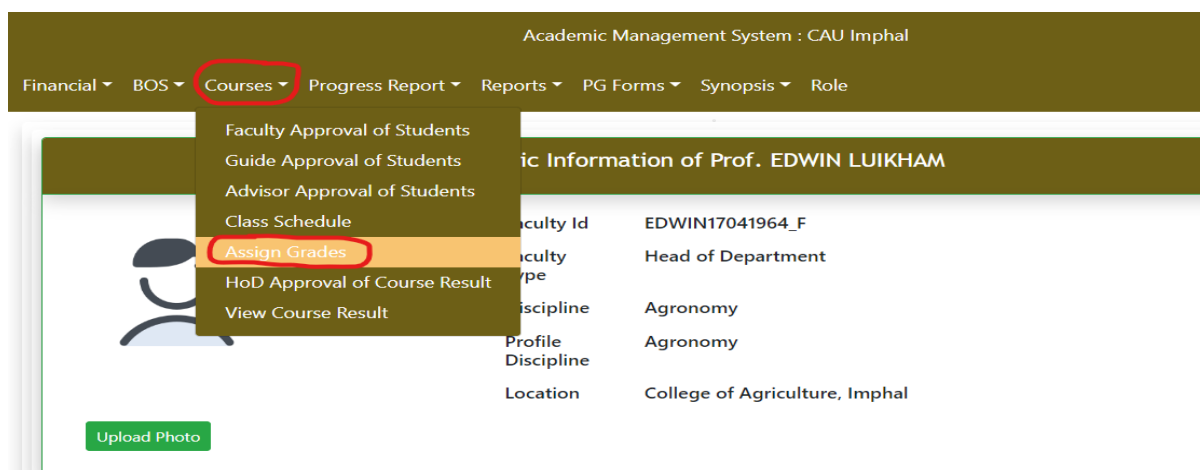 Academic Management System : CAU Imphal
Financial BOS Courses Progress Report Reports PG Forms Synopsis Role
Faculty Approval of Students
Guide Approval of Students
Advisor Approval of Students
Class Schedule
Assign Grades
HoD Approval of Course Result
View Course Result
ic Information of Prof. EDWIN LUIKHAM
aculty Id EDWIN17041964_F
aculty ype Head of Department
iscipline Agronomy
Profile Discipline Agronomy
Location College of Agriculture, Imphal
Upload Photo